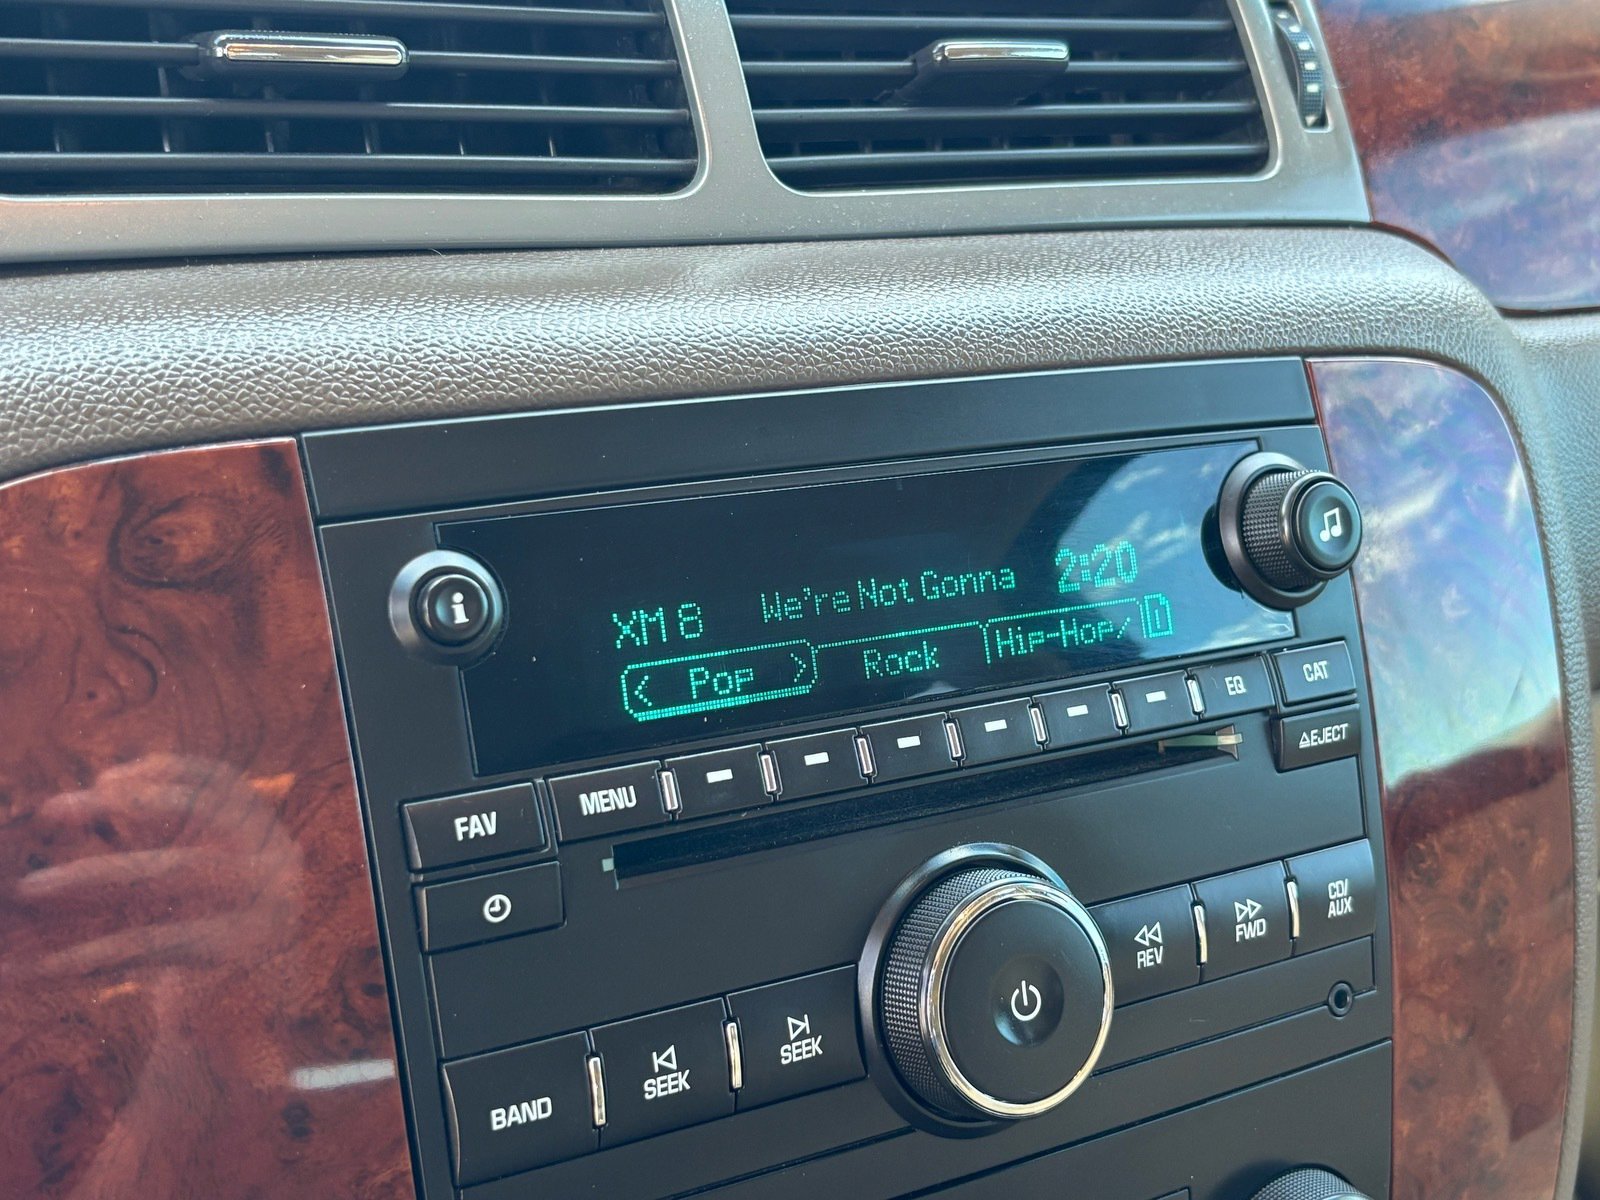 XM 8 We're Not Gonna 2:20
< Pop > Rock Hip-Hop/
i
FAV MENU EQ CAT
EJECT
BAND SEEK SEEK REV FWD CD/
AUX